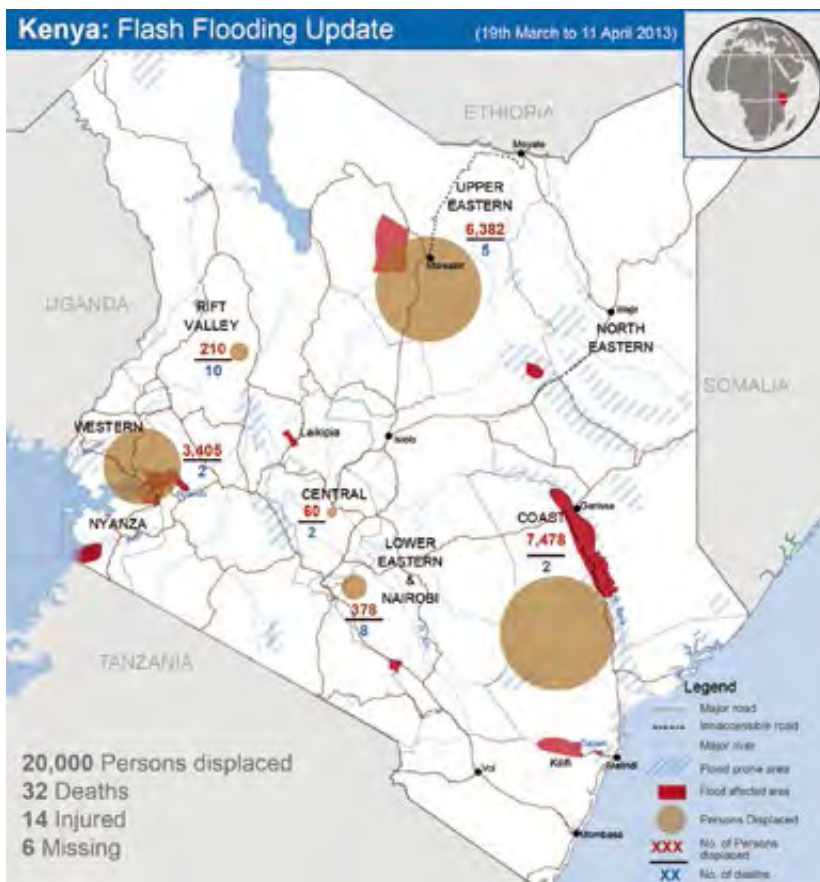 Kenya: Flash Flooding Update (19th March to 11 April 2013)
ETHIOPIA
Moyale
UPPER
EASTERN
6,382
5
Marsabit
UGANDA
RIFT
VALLEY
210
10
Wajir
NORTH
EASTERN
SOMALIA
WESTERN
3,405
2
Laikipia
Isiolo
CENTRAL
60
2
NYANZA
COAST
7,478
2
Garissa
LOWER
EASTERN
&
NAIROBI
378
8
TANZANIA
Kilifi
Malindi
Voi
Mombasa
20,000 Persons displaced
32 Deaths
14 Injured
6 Missing
Legend
Major road
Innaccessible road
Major river
Flood prone area
Flood affected area
Persons Displaced
XXX No. of Persons
displaced
XX No. of deaths